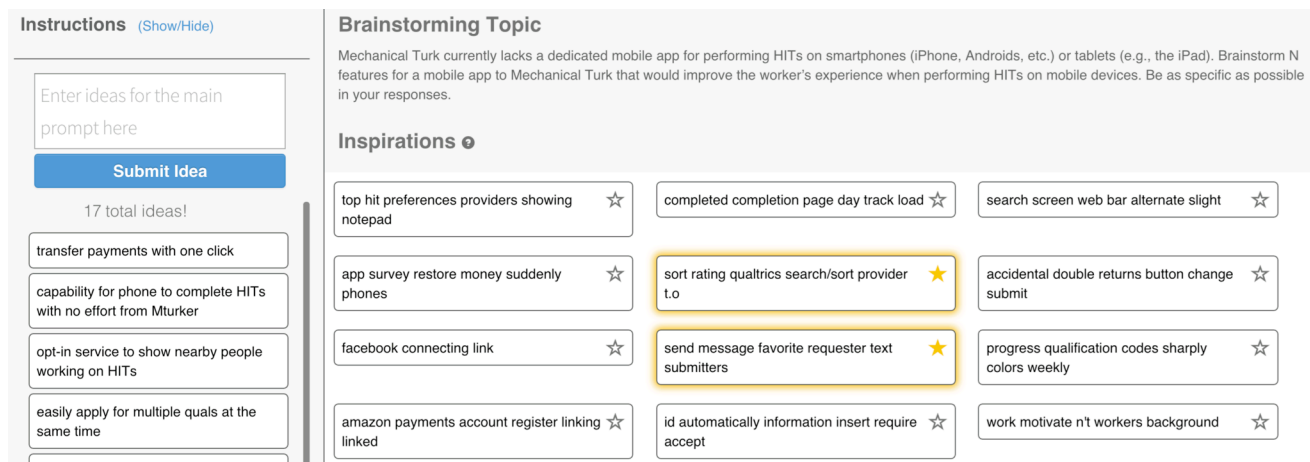 Instructions (Show/Hide)
Enter ideas for the main
prompt here
Submit Idea
17 total ideas!
transfer payments with one click
capability for phone to complete HITs
with no effort from Mturker
opt-in service to show nearby people
working on HITs
easily apply for multiple quals at the
same time
Brainstorming Topic
Mechanical Turk currently lacks a dedicated mobile app for performing HITs on smartphones (iPhone, Androids, etc.) or tablets (e.g., the iPad). Brainstorm N
features for a mobile app to Mechanical Turk that would improve the worker's experience when performing HITs on mobile devices. Be as specific as possible
in your responses.
Inspirations
top hit preferences providers showing
notepad
completed completion page day track load
search screen web bar alternate slight
app survey restore money suddenly
phones
sort rating qualtrics search/sort provider
t.o
accidental double returns button change
submit
facebook connecting link
send message favorite requester text
submitters
progress qualification codes sharply
colors weekly
amazon payments account register linking
linked
id automatically information insert require
accept
work motivate n't workers background